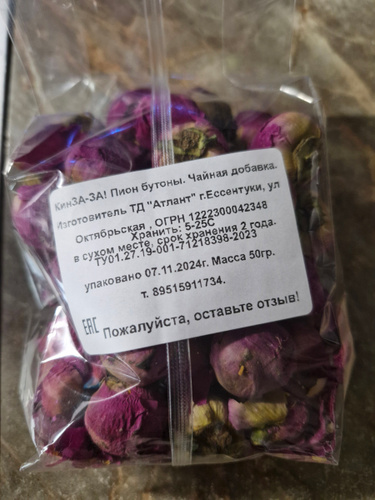 КинЗА-ЗА! Пион бутоны. Чайная добавка.
Изготовитель ТД "Атлант" г.Ессентуки, ул
Октябрьская , ОГРН 1222300042348
Хранить: 5-25С
в сухом месте, срок хранения 2 года.
ТУ01.27.19-001-71218398-2023
упаковано 07.11.2024г. Масса 50гр.
т. 89515911734.
EAC Пожалуйста, оставьте отзыв!